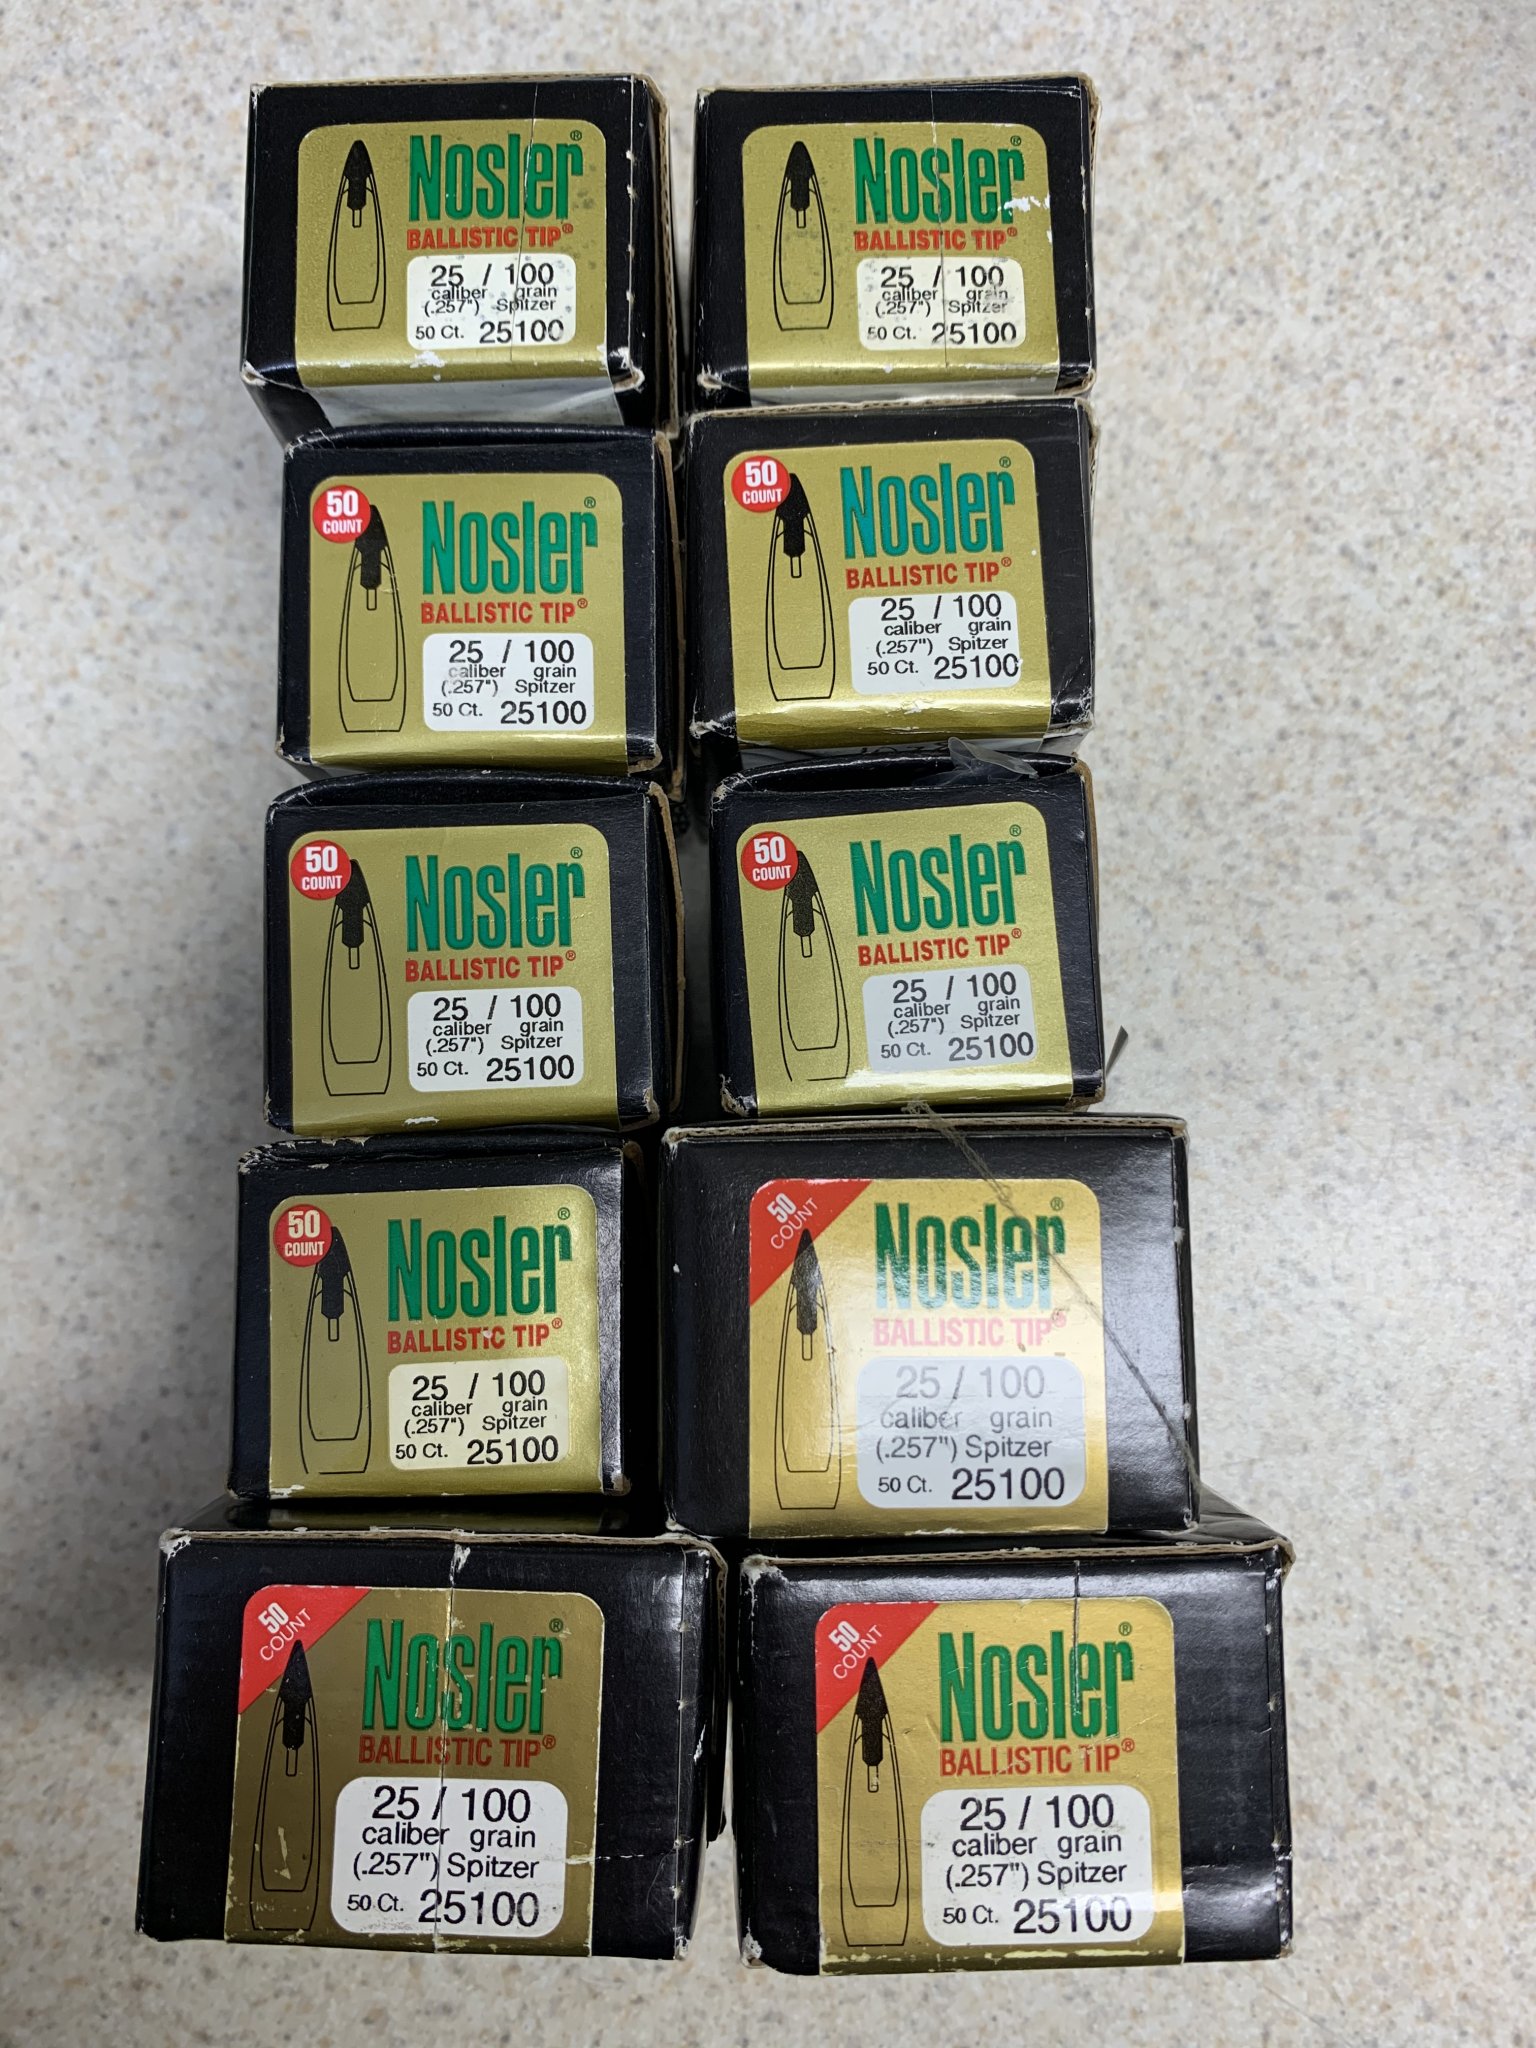 Nosler®
BALLISTIC TIP®
25 / 100
caliber grain
(.257") Spitzer
50 Ct. 25100
Nosler®
BALLISTIC TIP®
25 / 100
caliber grain
(.257") Spitzer
50 Ct. 25100
50
COUNT
Nosler®
BALLISTIC TIP®
25 / 100
caliber grain
(.257") Spitzer
50 Ct. 25100
50
COUNT
Nosler®
BALLISTIC TIP®
25 / 100
caliber grain
(.257") Spitzer
50 Ct. 25100
50
COUNT
Nosler®
BALLISTIC TIP®
25 / 100
caliber grain
(.257") Spitzer
50 Ct. 25100
50
COUNT
Nosler®
BALLISTIC TIP®
25 / 100
caliber grain
(.257") Spitzer
50 Ct. 25100
50
COUNT
Nosler®
BALLISTIC TIP®
25 / 100
caliber grain
(.257") Spitzer
50 Ct. 25100
50
COUNT
Nosler®
BALLISTIC TIP®
25 / 100
caliber grain
(.257") Spitzer
50 Ct. 25100
50
COUNT
Nosler®
BALLISTIC TIP®
25 / 100
caliber grain
(.257") Spitzer
50 Ct. 25100
50
COUNT
Nosler®
BALLISTIC TIP®
25 / 100
caliber grain
(.257") Spitzer
50 Ct. 25100